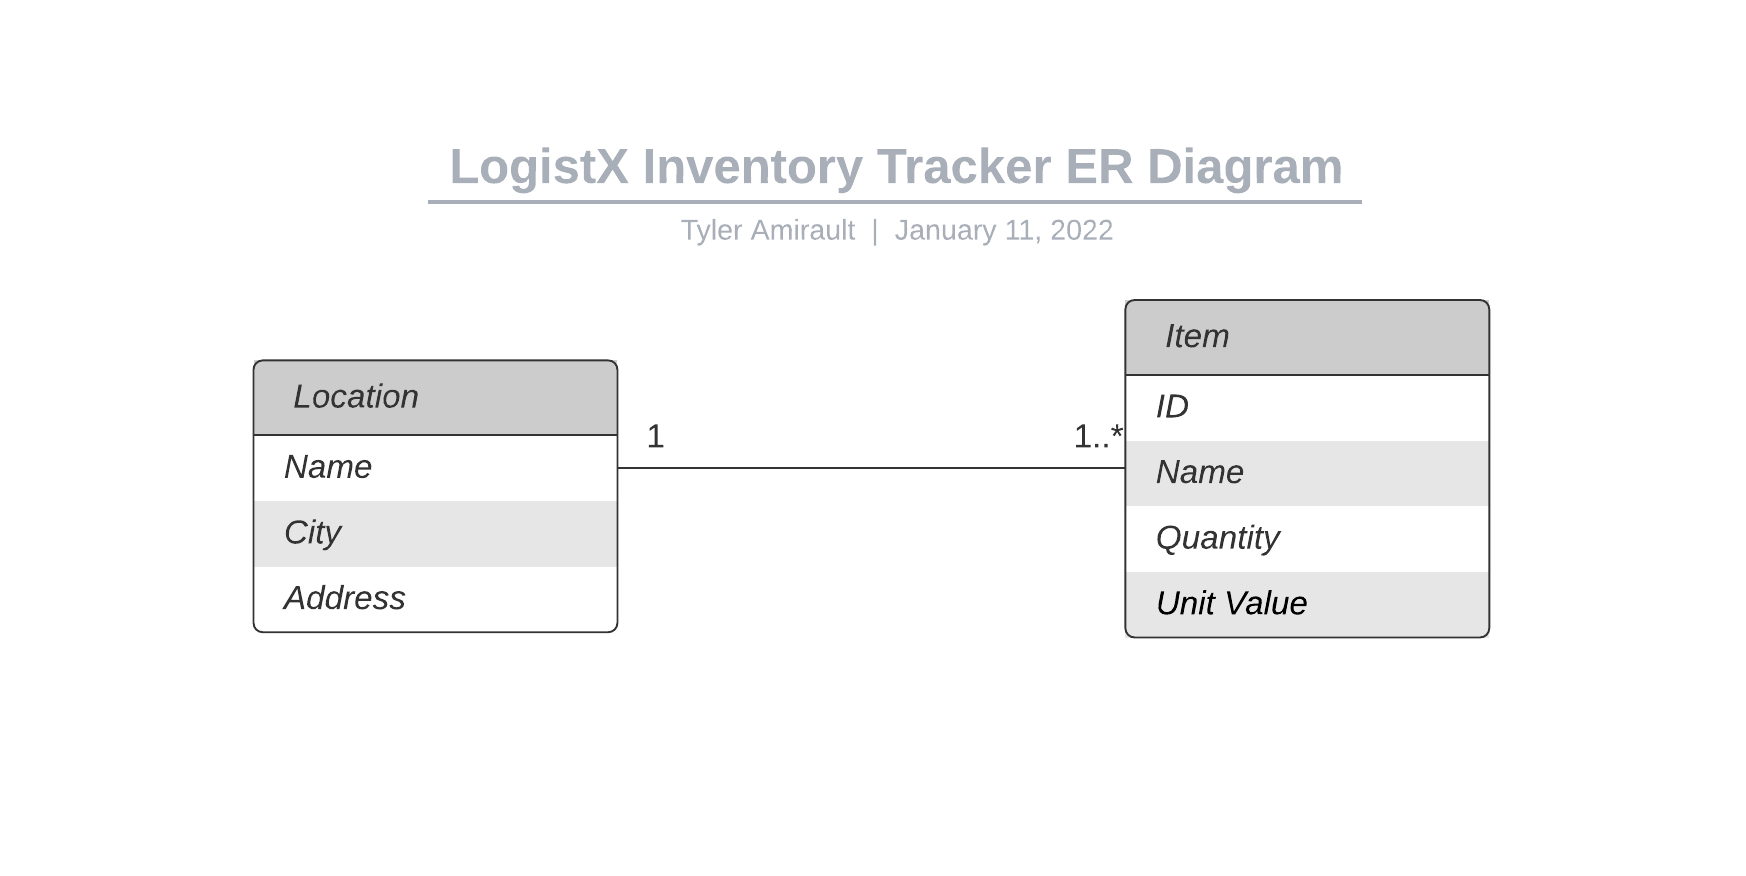 LogistX Inventory Tracker ER Diagram
Tyler Amirault | January 11, 2022
Location
Name
City
Address
1
1..*
Item
ID
Name
Quantity
Unit Value